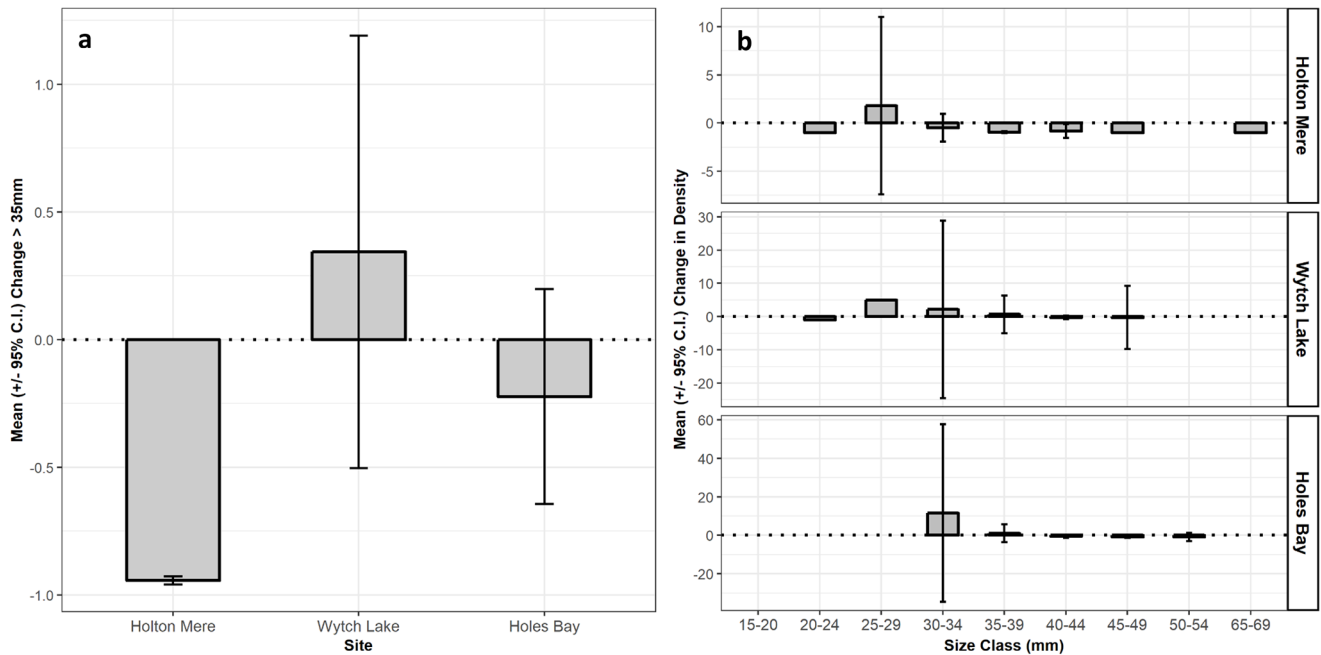 a
Mean (+/- 95% C.I.) Change > 35mm
1.0
0.5
0.0
-0.5
-1.0
Holton Mere Wytch Lake Holes Bay
Site
b
Mean (+/- 95% C.I.) Change in Density
10
5
0
-5
Holton Mere
30
20
10
0
-10
-20
Wytch Lake
60
40
20
0
-20
Holes Bay
15-20 20-24 25-29 30-34 35-39 40-44 45-49 50-54 65-69
Size Class (mm)